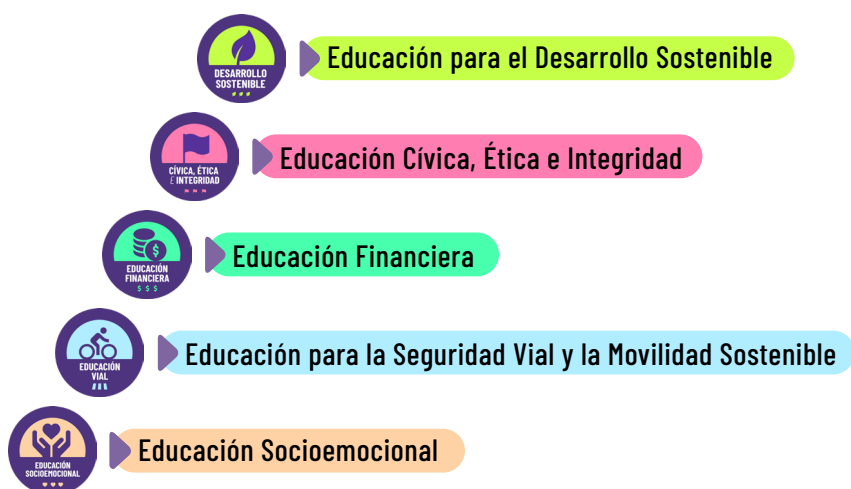 DESARROLLO
SOSTENIBLE
Educación para el Desarrollo Sostenible
CÍVICA, ÉTICA
E INTEGRIDAD
Educación Cívica, Ética e Integridad
$
EDUCACIÓN
FINANCIERA
$ $ $
Educación Financiera
EDUCACIÓN
VIAL
Educación para la Seguridad Vial y la Movilidad Sostenible
EDUCACIÓN
SOCIOEMOCIONAL
Educación Socioemocional